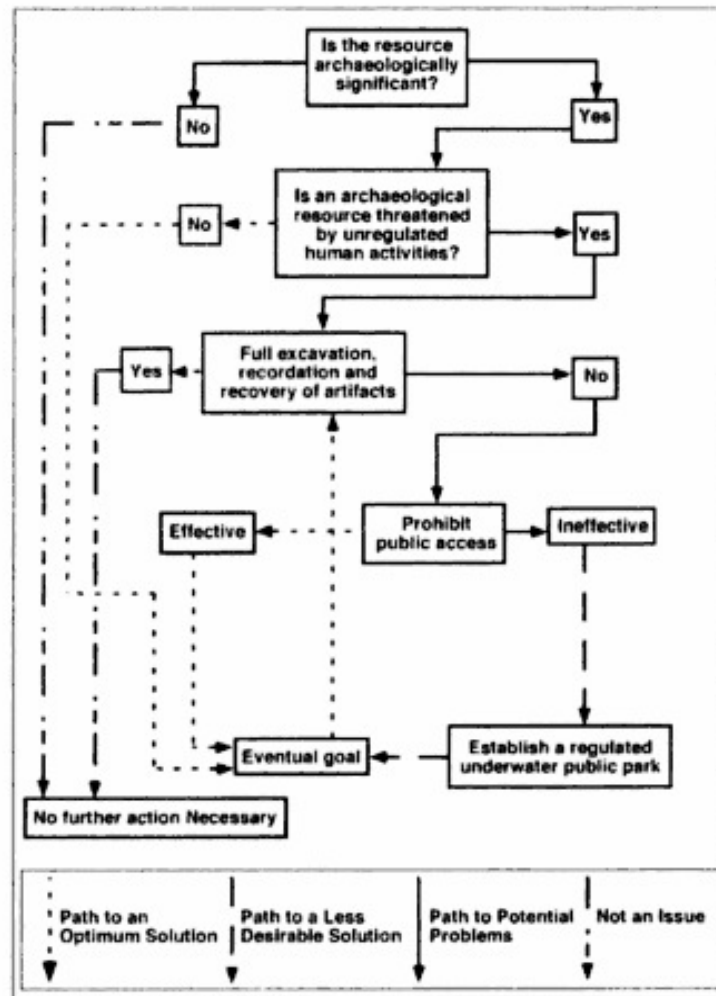 Is the resource
archaeologically
significant?
No
Yes
Is an archaeological
resource threatened
by unregulated
human activities?
No
Yes
Full excavation,
recordation and
recovery of artifacts
Yes
No
Prohibit
public access
Effective
Ineffective
Eventual goal
Establish a regulated
underwater public park
No further action Necessary
Path to an
Optimum Solution
Path to a Less
Desirable Solution
Path to Potential
Problems
Not an Issue